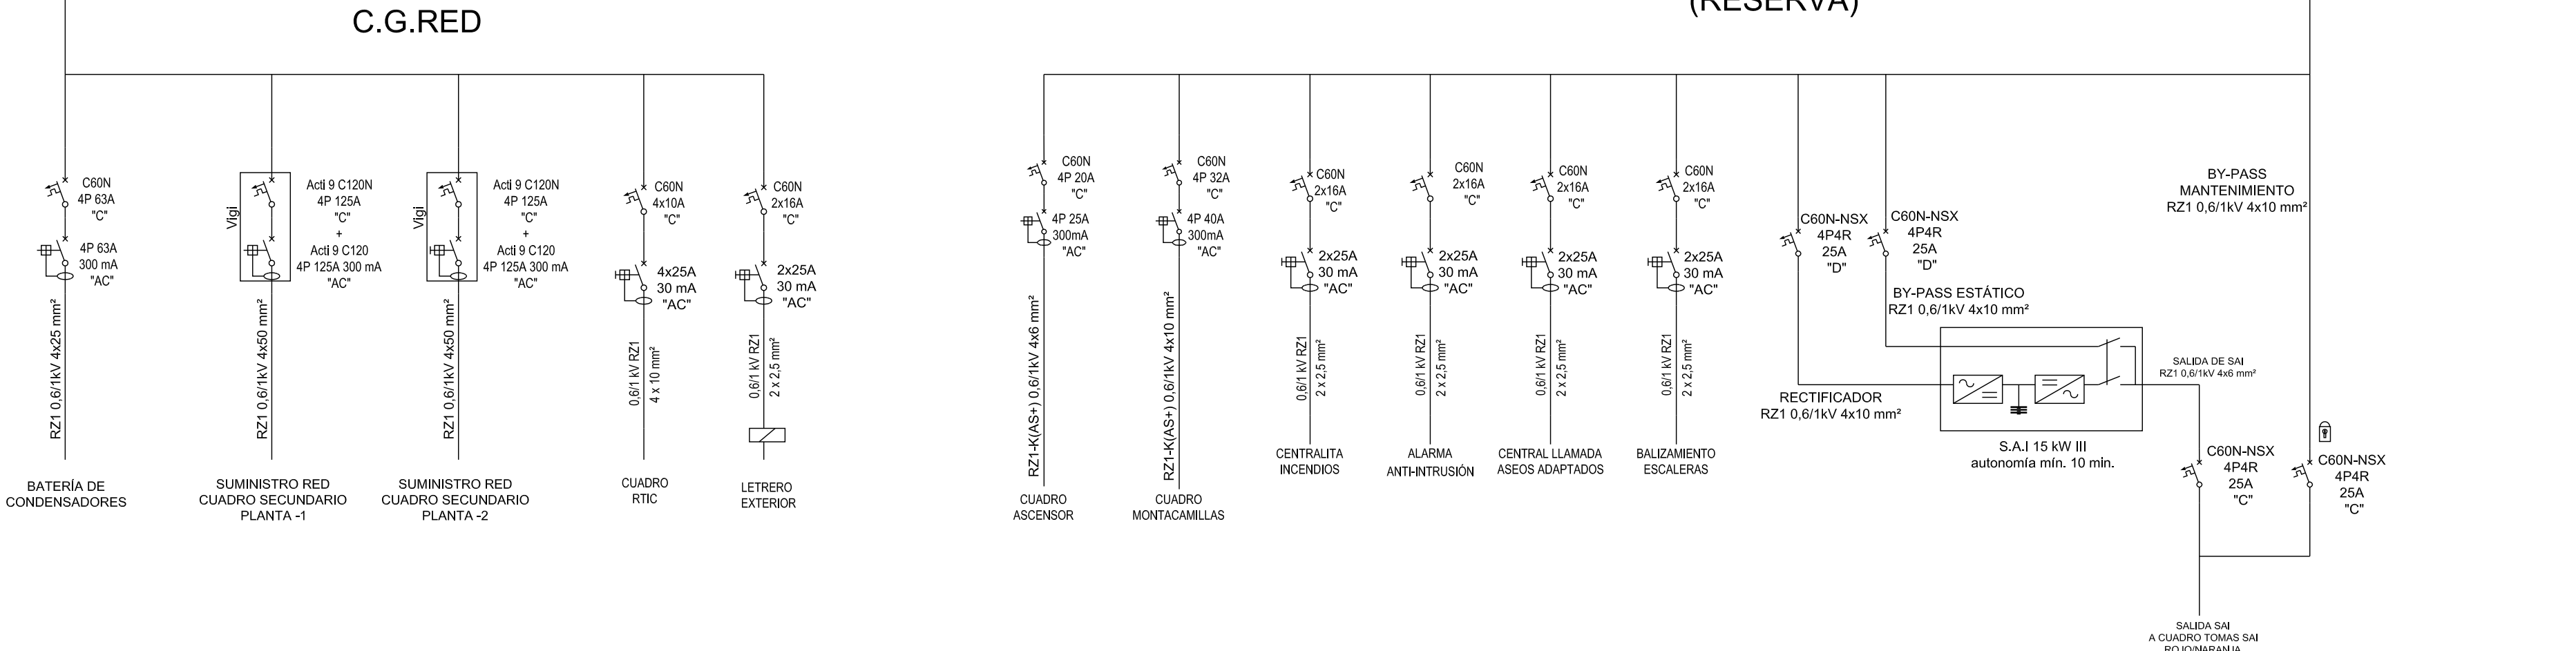 C.G.RED
(RESERVA)
C60N
4P 63A
"C"
4P 63A
300 mA
"AC"
RZ1 0,6/1kV 4x25 mm²
BATERÍA DE
CONDENSADORES
Vigi
Acti 9 C120N
4P 125A
"C"
+
Acti 9 C120
4P 125A 300 mA
"AC"
RZ1 0,6/1kV 4x50 mm²
SUMINISTRO RED
CUADRO SECUNDARIO
PLANTA -1
Vigi
Acti 9 C120N
4P 125A
"C"
+
Acti 9 C120
4P 125A 300 mA
"AC"
RZ1 0,6/1kV 4x50 mm²
SUMINISTRO RED
CUADRO SECUNDARIO
PLANTA -2
C60N
4x10A
"C"
4x25A
30 mA
"AC"
0,6/1 kV RZ1
4 x 10 mm²
CUADRO
RTIC
C60N
2x16A
"C"
2x25A
30 mA
"AC"
0,6/1 kV RZ1
2 x 2,5 mm²
LETRERO
EXTERIOR
C60N
4P 20A
"C"
4P 25A
300mA
"AC"
RZ1-K(AS+) 0,6/1kV 4x6 mm²
CUADRO
ASCENSOR
C60N
4P 32A
"C"
4P 40A
300mA
"AC"
RZ1-K(AS+) 0,6/1kV 4x10 mm²
CUADRO
MONTACAMILLAS
C60N
2x16A
"C"
2x25A
30 mA
"AC"
0,6/1 kV RZ1
2 x 2,5 mm²
CENTRALITA
INCENDIOS
C60N
2x16A
"C"
2x25A
30 mA
"AC"
0,6/1 kV RZ1
2 x 2,5 mm²
ALARMA
ANTI-INTRUSIÓN
C60N
2x16A
"C"
2x25A
30 mA
"AC"
0,6/1 kV RZ1
2 x 2,5 mm²
CENTRAL LLAMADA
ASEOS ADAPTADOS
C60N
2x16A
"C"
2x25A
30 mA
"AC"
0,6/1 kV RZ1
2 x 2,5 mm²
BALIZAMIENTO
ESCALERAS
C60N-NSX
4P4R
25A
"D"
C60N-NSX
4P4R
25A
"D"
BY-PASS
MANTENIMIENTO
RZ1 0,6/1kV 4x10 mm²
BY-PASS ESTÁTICO
RZ1 0,6/1kV 4x10 mm²
RECTIFICADOR
RZ1 0,6/1kV 4x10 mm²
SALIDA DE SAI
RZ1 0,6/1kV 4x6 mm²
S.A.I 15 kW III
autonomía mín. 10 min.
C60N-NSX
4P4R
25A
"C"
C60N-NSX
4P4R
25A
"C"
SALIDA SAI
A CUADRO TOMAS SAI
ROJO/NARANJA